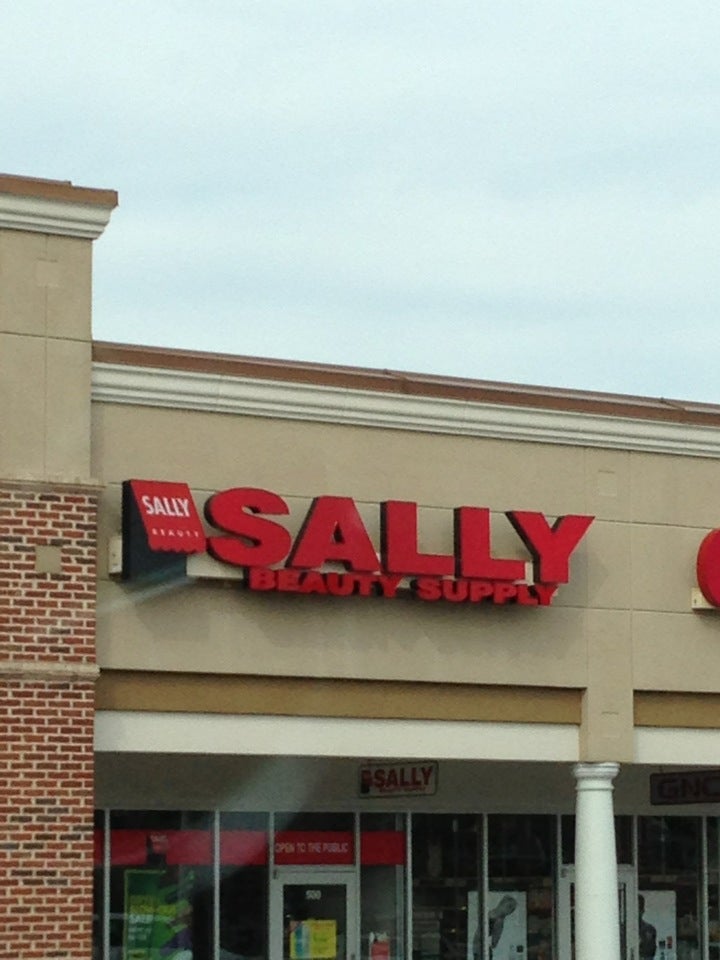 SALLY
BEAUTY
SALLY
BEAUTY SUPPLY
SALLY
GNC
OPEN TO THE PUBLIC
500